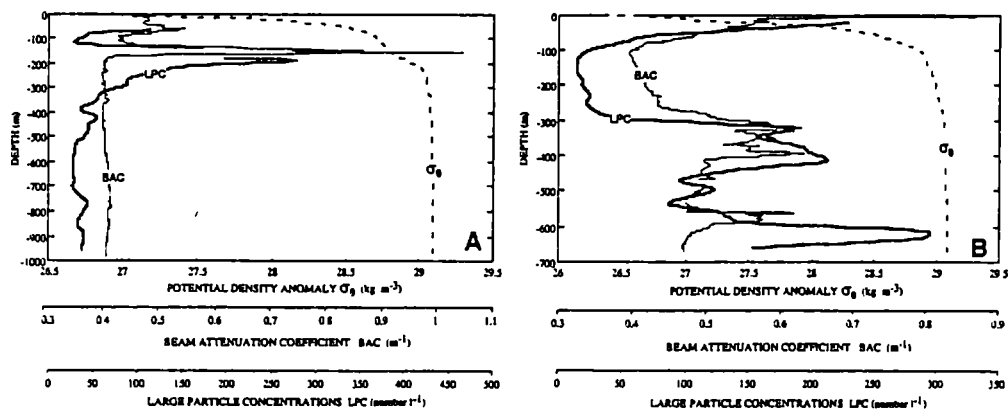 0
-100
-200
-300
-400
-500
-600
-700
-800
-900
-1000
DEPTH (m)
LPC
BAC
σθ
A
26.5 27 27.5 28 28.5 29 29.5
POTENTIAL DENSITY ANOMALY σθ (kg m-3)
0.3 0.4 0.5 0.6 0.7 0.8 0.9 1 1.1
BEAM ATTENUATION COEFFICIENT BAC (m-1)
0 50 100 150 200 250 300 350 400 450 500
LARGE PARTICLE CONCENTRATIONS LPC (number l-1)
0
-100
-200
-300
-400
-500
-600
-700
DEPTH (m)
BAC
LPC
σθ
B
26 26.5 27 27.5 28 28.5 29 29.5
POTENTIAL DENSITY ANOMALY σθ (kg m-3)
0.3 0.4 0.5 0.6 0.7 0.8 0.9
BEAM ATTENUATION COEFFICIENT BAC (m-1)
0 50 100 150 200 250 300 350
LARGE PARTICLE CONCENTRATIONS LPC (number l-1)